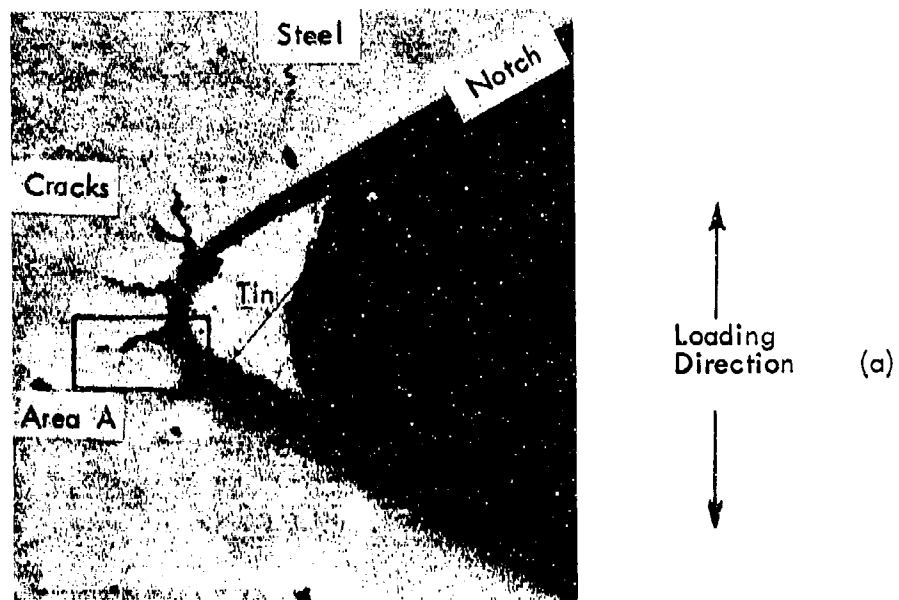 Steel
Notch
Cracks
Tin
Area A
Loading
Direction
(a)